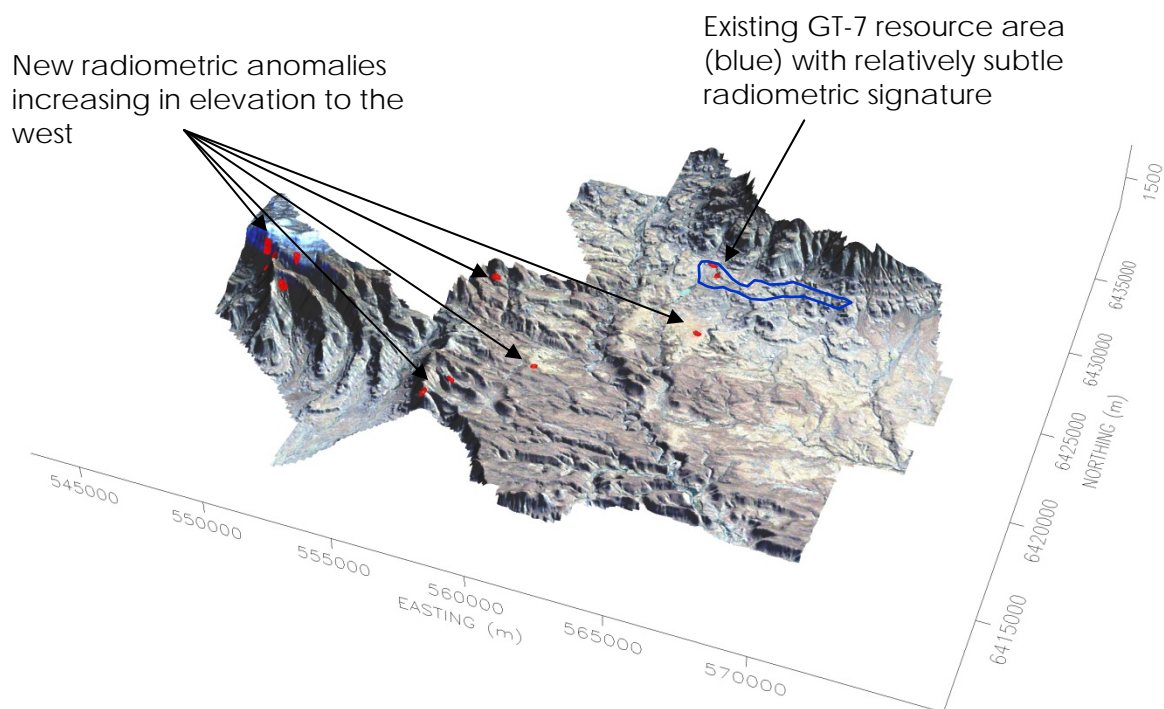 Existing GT-7 resource area
(blue) with relatively subtle
radiometric signature
New radiometric anomalies
increasing in elevation to the
west
1500
6435000
6430000
6425000
6420000
6415000
NORTHING (m)
545000
550000
555000
560000
565000
570000
EASTING (m)